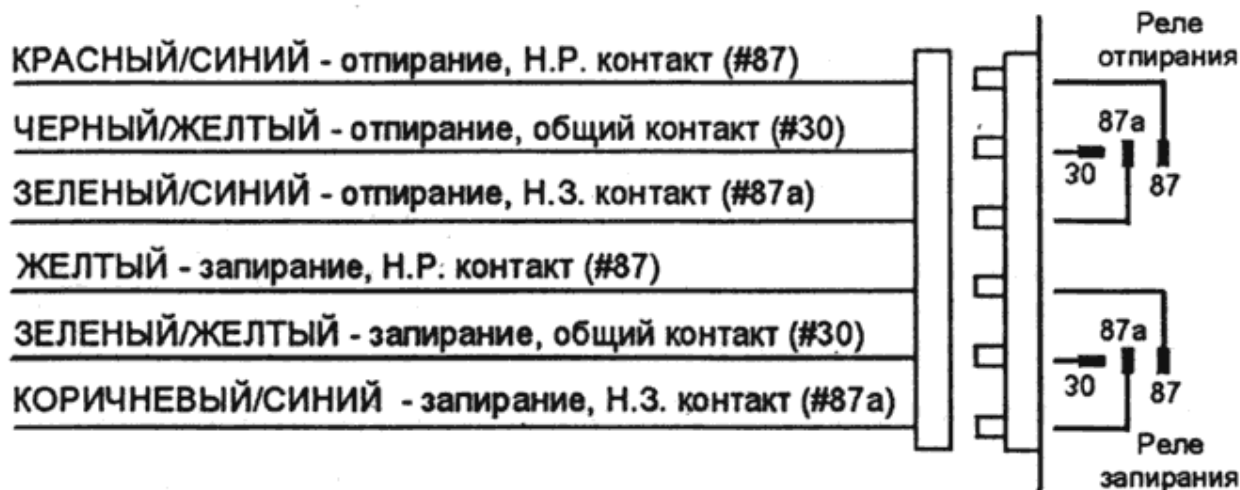 КРАСНЫЙ/СИНИЙ - отпирание, Н.Р. контакт (#87)
ЧЕРНЫЙ/ЖЕЛТЫЙ - отпирание, общий контакт (#30)
ЗЕЛЕНЫЙ/СИНИЙ - отпирание, Н.З. контакт (#87а)
ЖЕЛТЫЙ - запирание, Н.Р. контакт (#87)
ЗЕЛЕНЫЙ/ЖЕЛТЫЙ - запирание, общий контакт (#30)
КОРИЧНЕВЫЙ/СИНИЙ - запирание, Н.З. контакт (#87а)
Реле
отпирания
87а
30
87
87а
30
87
Реле
запирания